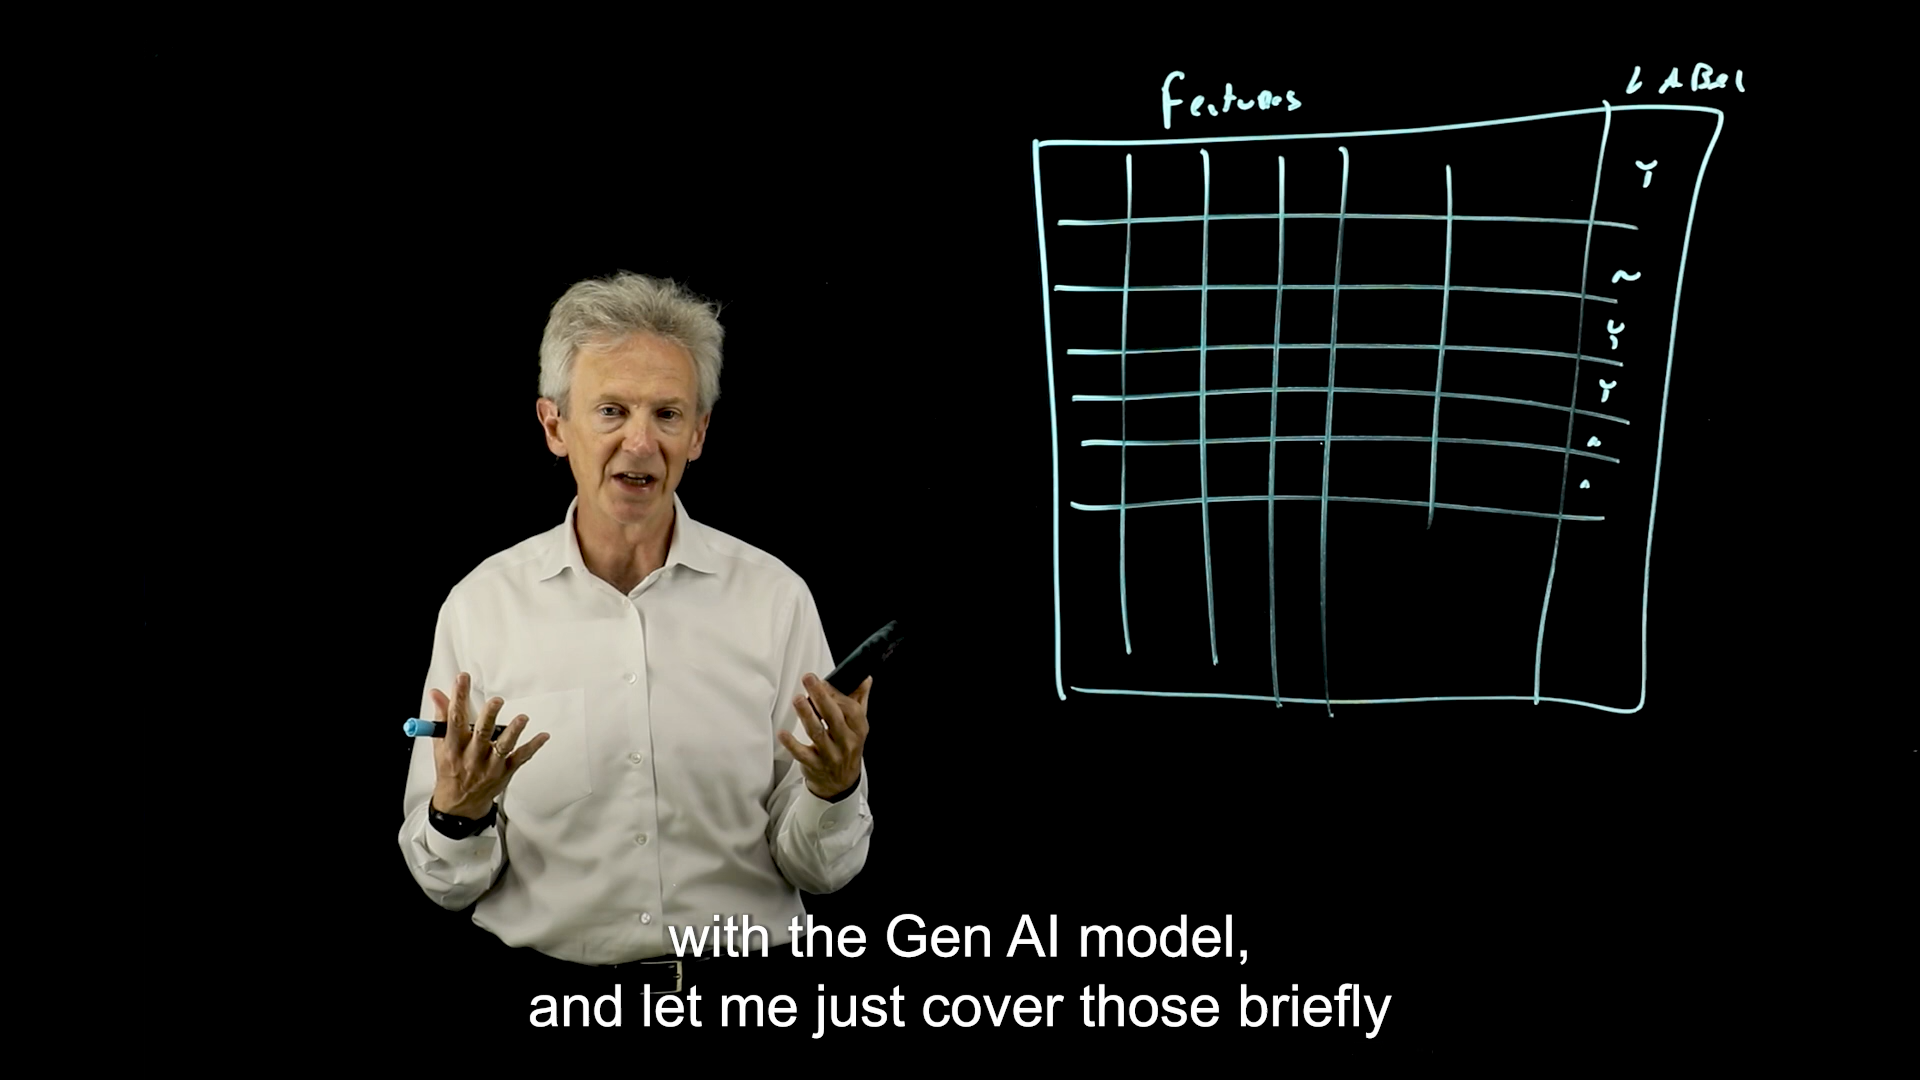 Features
LABel
Y
~
Y
Y
with the Gen AI model,
and let me just cover those briefly